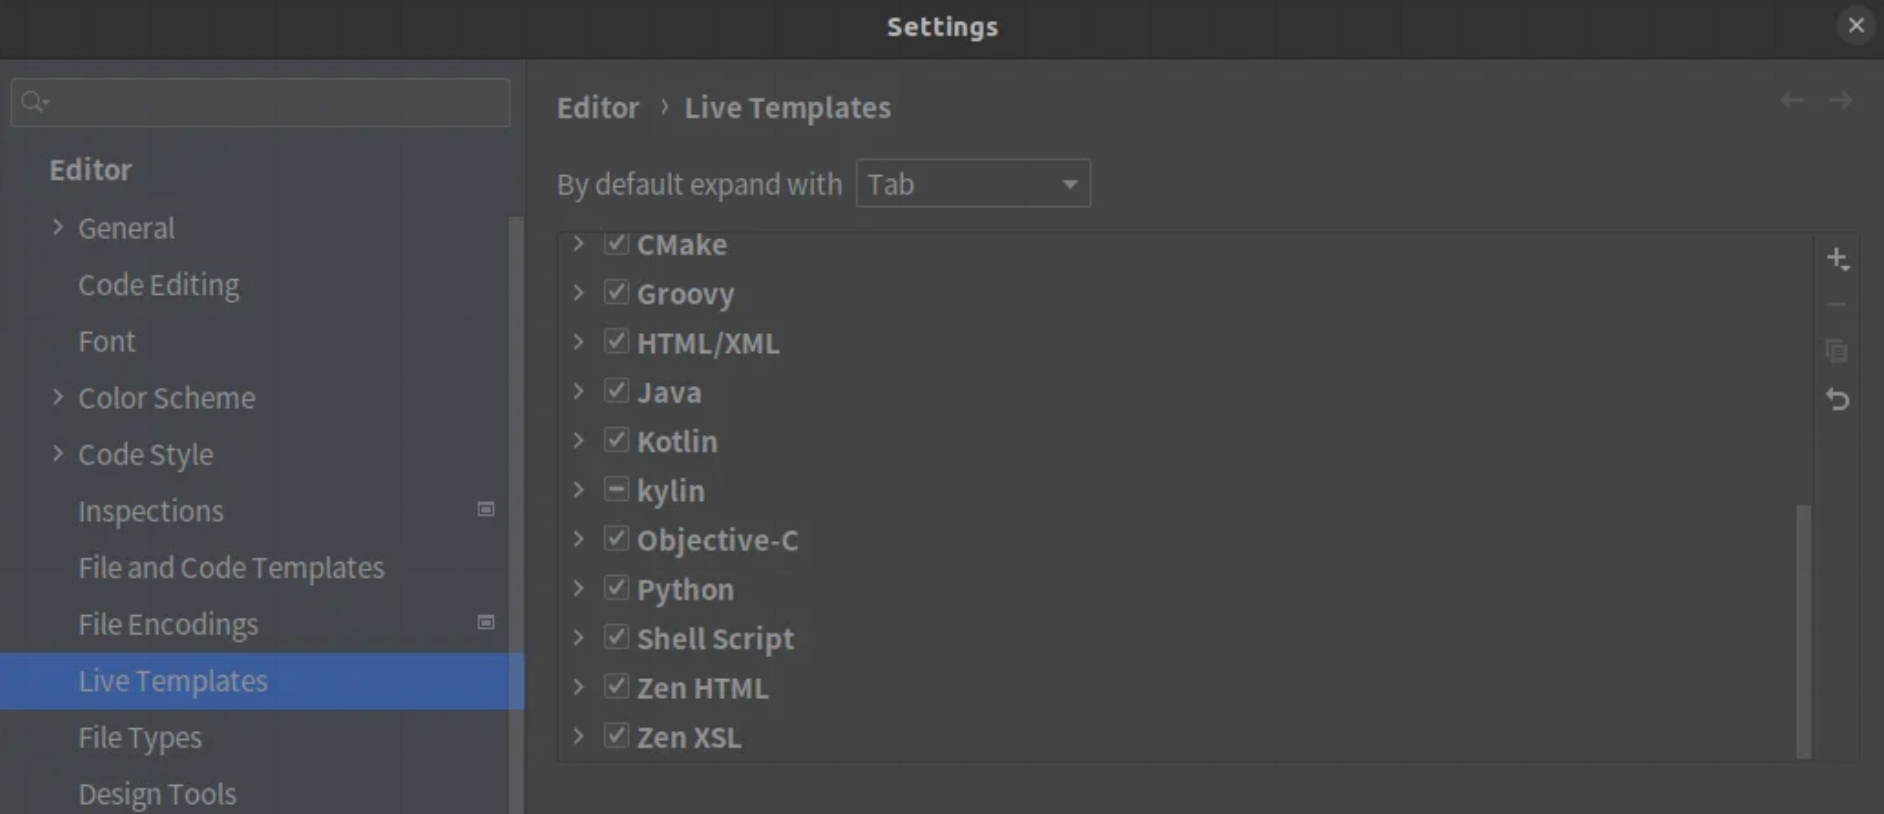 Settings
Editor
General
Code Editing
Font
Color Scheme
Code Style
Inspections
File and Code Templates
File Encodings
Live Templates
File Types
Design Tools
Editor › Live Templates
By default expand with Tab
CMake
Groovy
HTML/XML
Java
Kotlin
kylin
Objective-C
Python
Shell Script
Zen HTML
Zen XSL